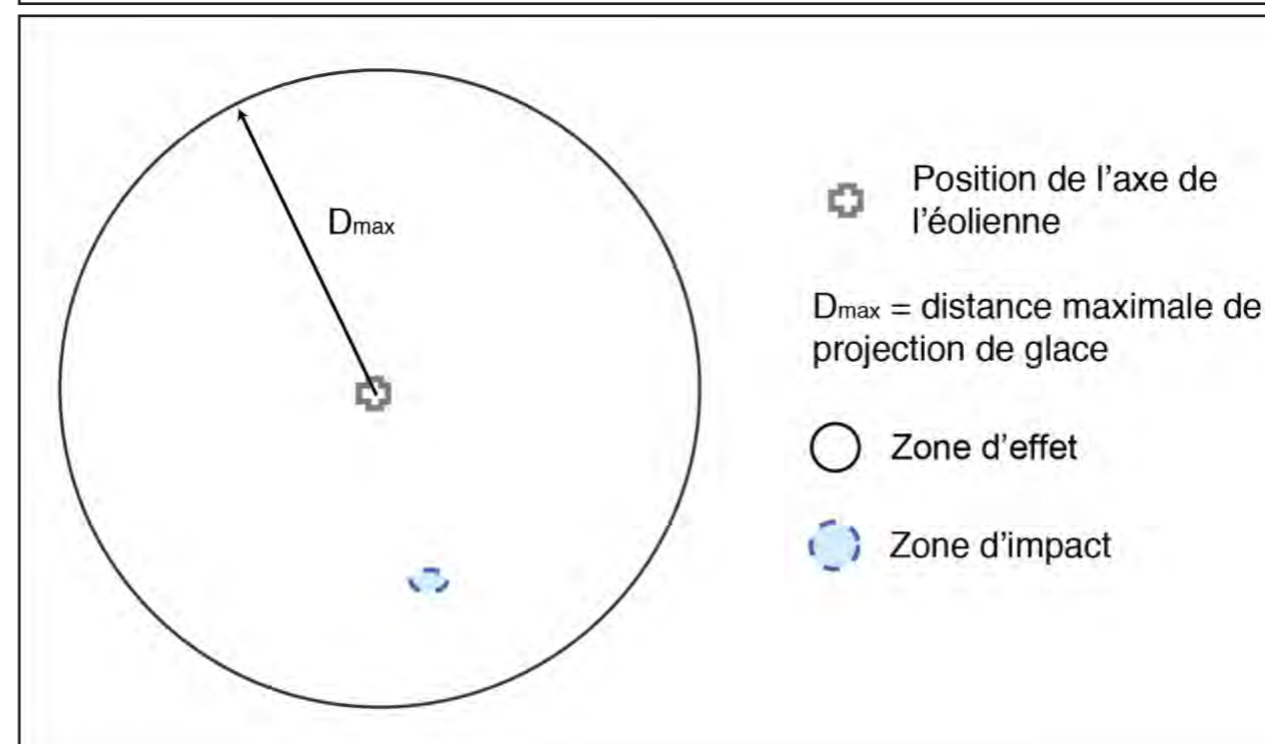 Dmax
Position de l'axe de
l'éolienne
Dmax = distance maximale de
projection de glace
Zone d'effet
Zone d'impact